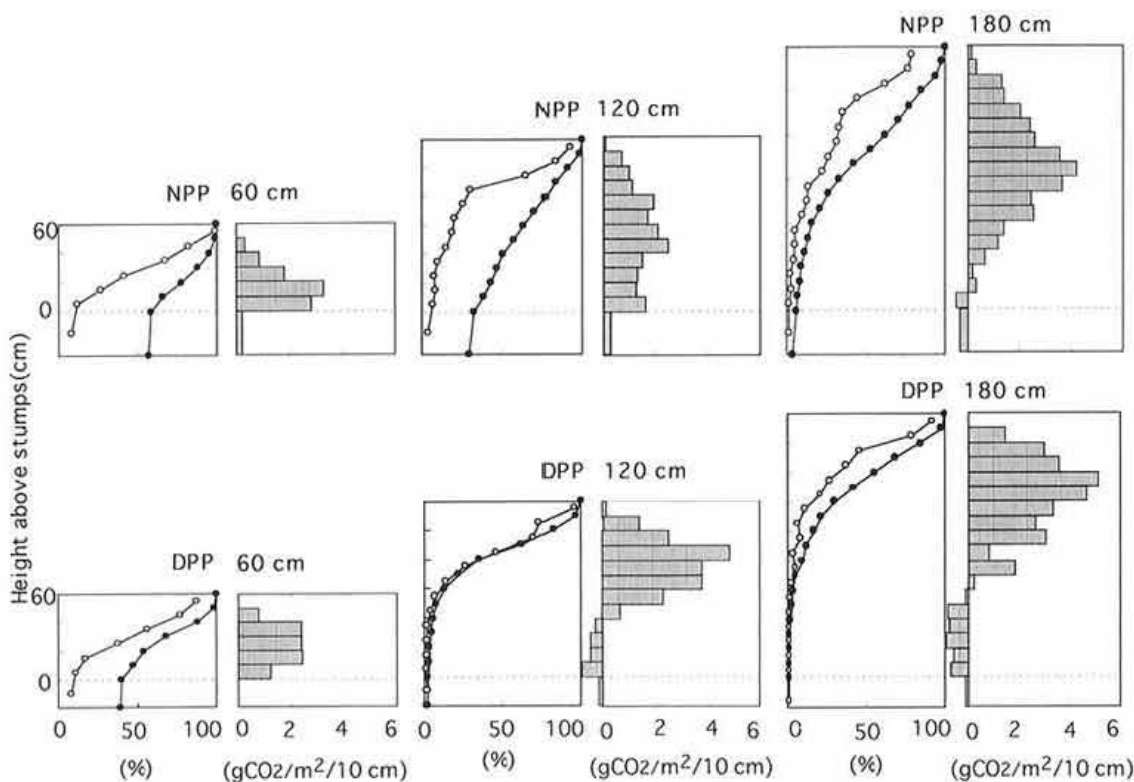 NPP 180 cm
NPP 120 cm
NPP 60 cm
60
0
Height above stumps(cm)
DPP 180 cm
DPP 120 cm
DPP 60 cm
60
0
0 50 100 0 2 4 6
0 50 100 0 2 4 6
0 50 100 0 2 4 6
(%) (gCO2/m²/10 cm)
(%) (gCO2/m²/10 cm)
(%) (gCO2/m²/10 cm)